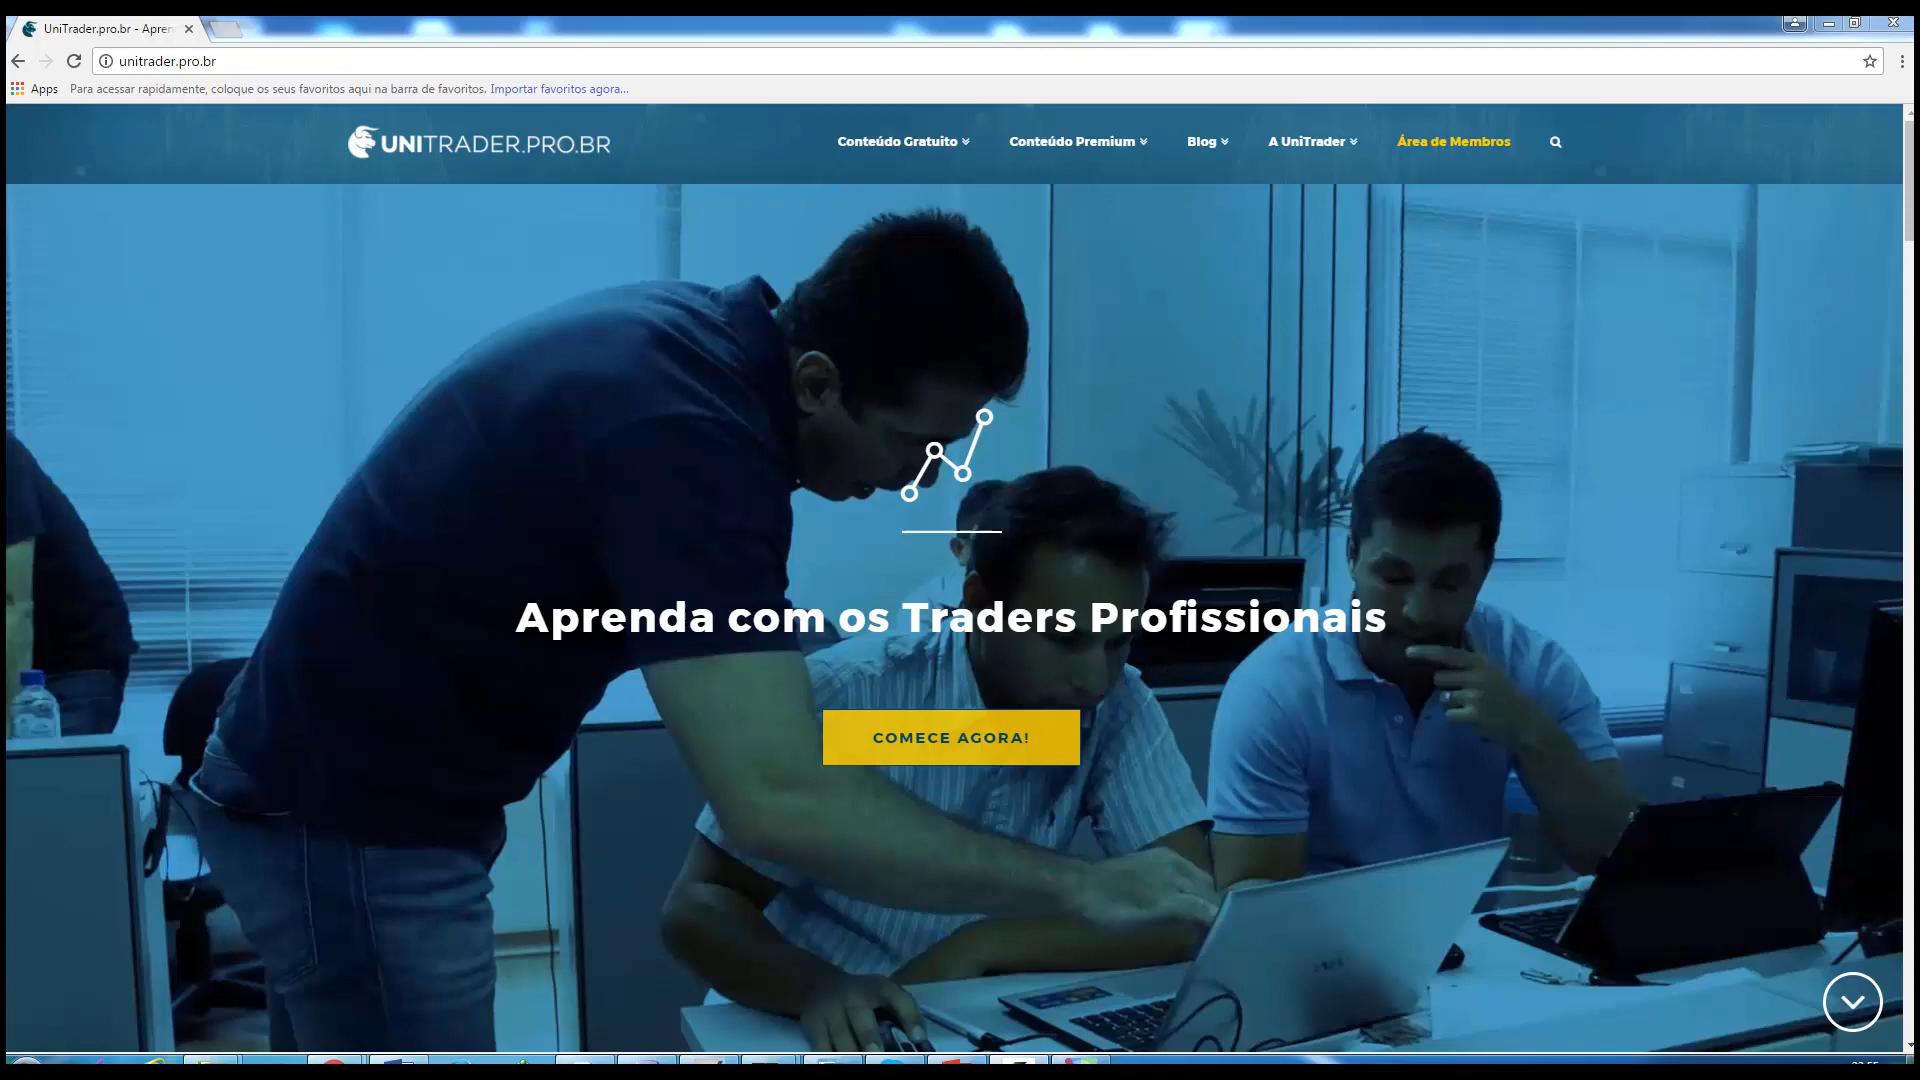 UniTrader.pro.br - Apren
unitrader.pro.br
Apps Para acessar rapidamente, coloque os seus favoritos aqui na barra de favoritos. Importar favoritos agora...
UNITRADER.PRO.BR
Conteúdo Gratuito Conteúdo Premium Blog A UniTrader Área de Membros
Aprenda com os Traders Profissionais
COMECE AGORA!